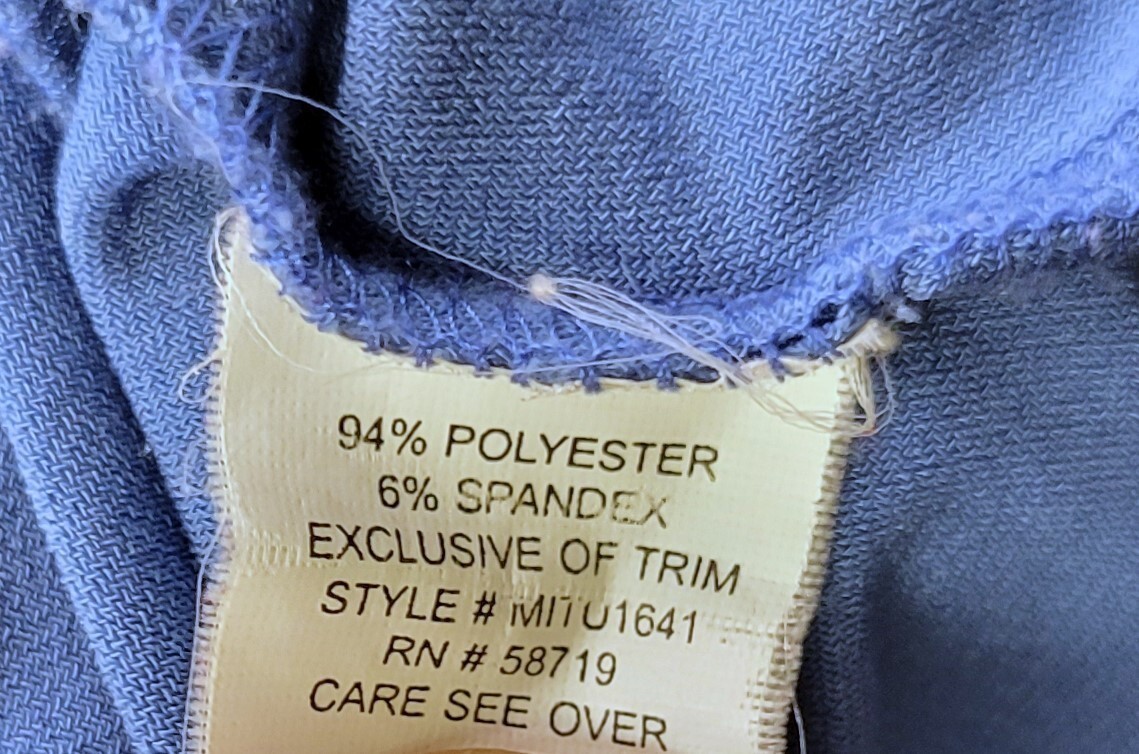 94% POLYESTER
6% SPANDEX
EXCLUSIVE OF TRIM
STYLE # MITU1641
RN # 58719
CARE SEE OVER